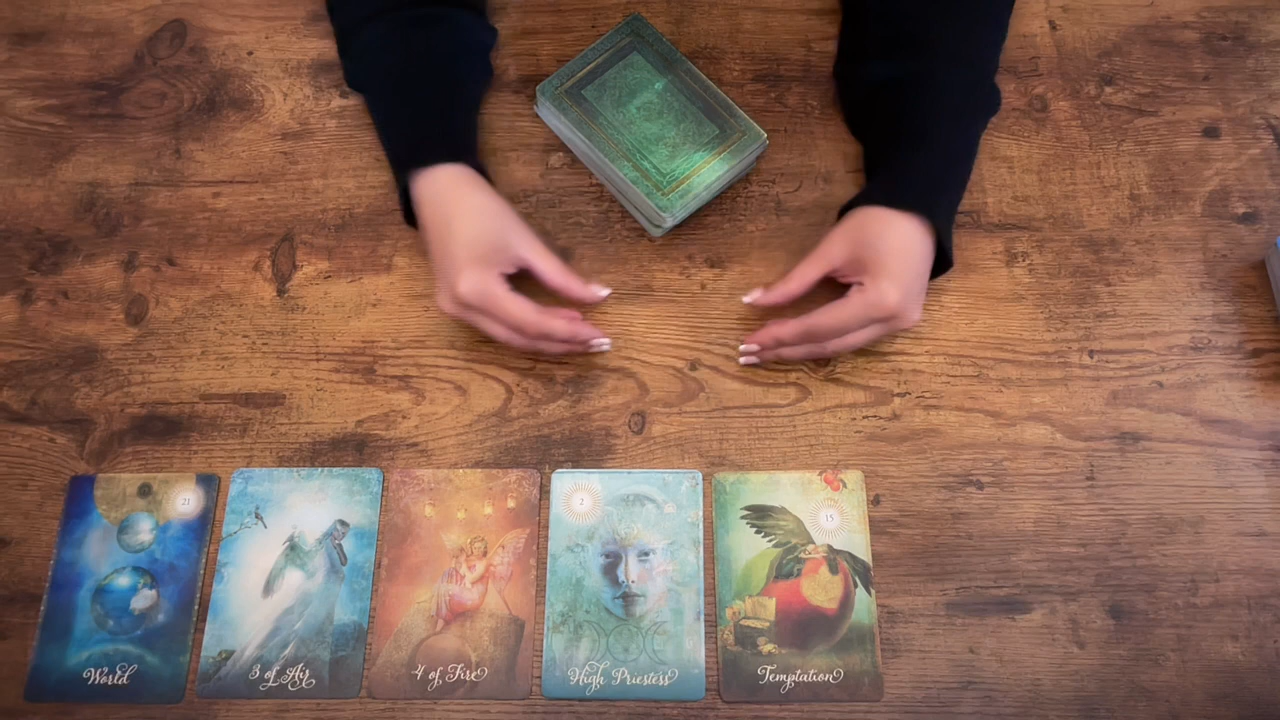 21
World
3 of Air
4 of Fire
2
High Priestess
15
Temptation